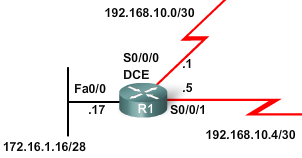 192.168.10.0/30
S0/0/0
DCE
.1
Fa0/0
.5
.17
R1
S0/0/1
192.168.10.4/30
172.16.1.16/28